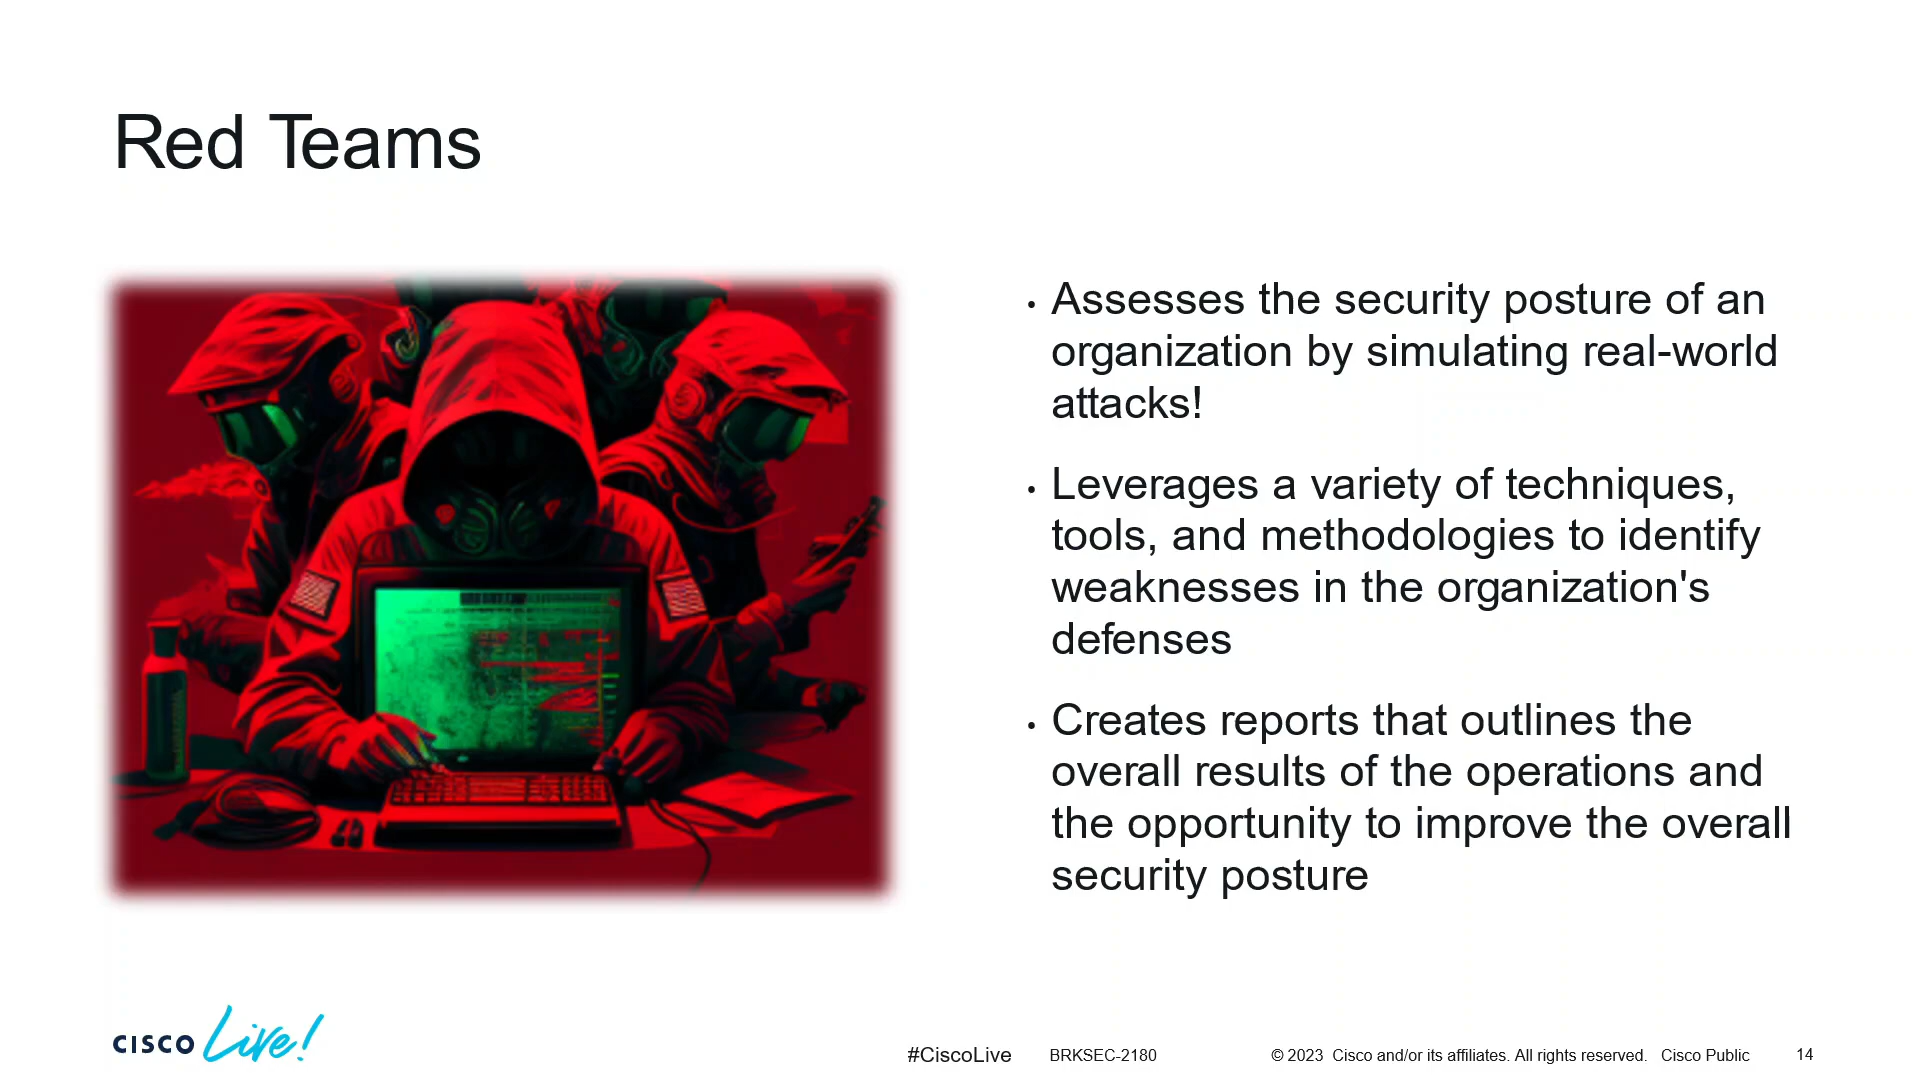 Red Teams
• Assesses the security posture of an
organization by simulating real-world
attacks!
• Leverages a variety of techniques,
tools, and methodologies to identify
weaknesses in the organization's
defenses
• Creates reports that outlines the
overall results of the operations and
the opportunity to improve the overall
security posture
CISCO Live!
#CiscoLive BRKSEC-2180 © 2023 Cisco and/or its affiliates. All rights reserved. Cisco Public 14